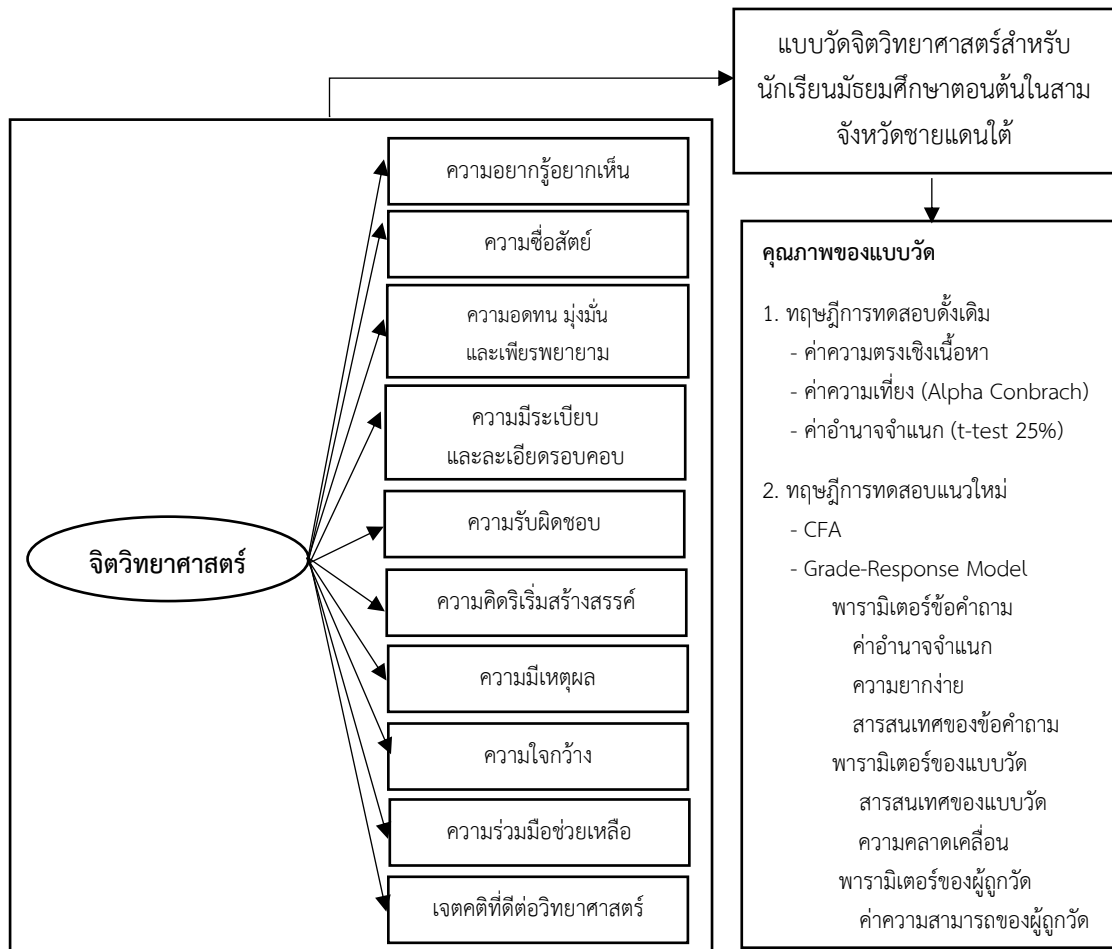 แบบวัดจิตวิทยาศาสตร์สำหรับ
นักเรียนมัธยมศึกษาตอนต้นในสาม
จังหวัดชายแดนใต้
จิตวิทยาศาสตร์
ความอยากรู้อยากเห็น
ความซื่อสัตย์
ความอดทน มุ่งมั่น
และเพียรพยายาม
ความมีระเบียบ
และละเอียดรอบคอบ
ความรับผิดชอบ
ความคิดริเริ่มสร้างสรรค์
ความมีเหตุผล
ความใจกว้าง
ความร่วมมือช่วยเหลือ
เจตคติที่ดีต่อวิทยาศาสตร์
คุณภาพของแบบวัด
1. ทฤษฎีการทดสอบดั้งเดิม
- ค่าความตรงเชิงเนื้อหา
- ค่าความเที่ยง (Alpha Conbrach)
- ค่าอำนาจจำแนก (t-test 25%)
2. ทฤษฎีการทดสอบแนวใหม่
- CFA
- Grade-Response Model
พารามิเตอร์ข้อคำถาม
ค่าอำนาจจำแนก
ความยากง่าย
สารสนเทศของข้อคำถาม
พารามิเตอร์ของแบบวัด
สารสนเทศของแบบวัด
ความคลาดเคลื่อน
พารามิเตอร์ของผู้ถูกวัด
ค่าความสามารถของผู้ถูกวัด